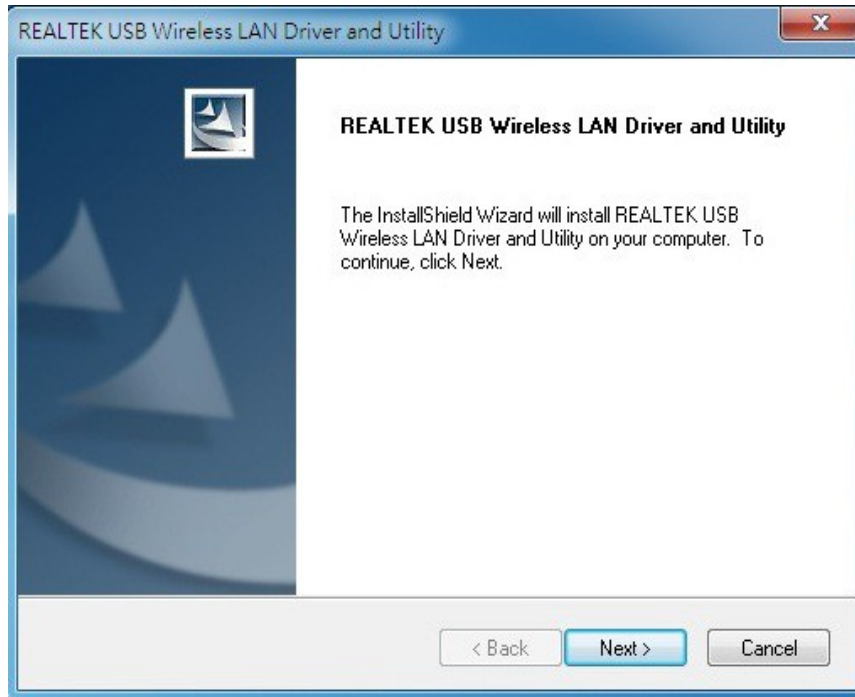 REALTEK USB Wireless LAN Driver and Utility
X
REALTEK USB Wireless LAN Driver and Utility
The InstallShield Wizard will install REALTEK USB
Wireless LAN Driver and Utility on your computer. To
continue, click Next.
< Back Next > Cancel